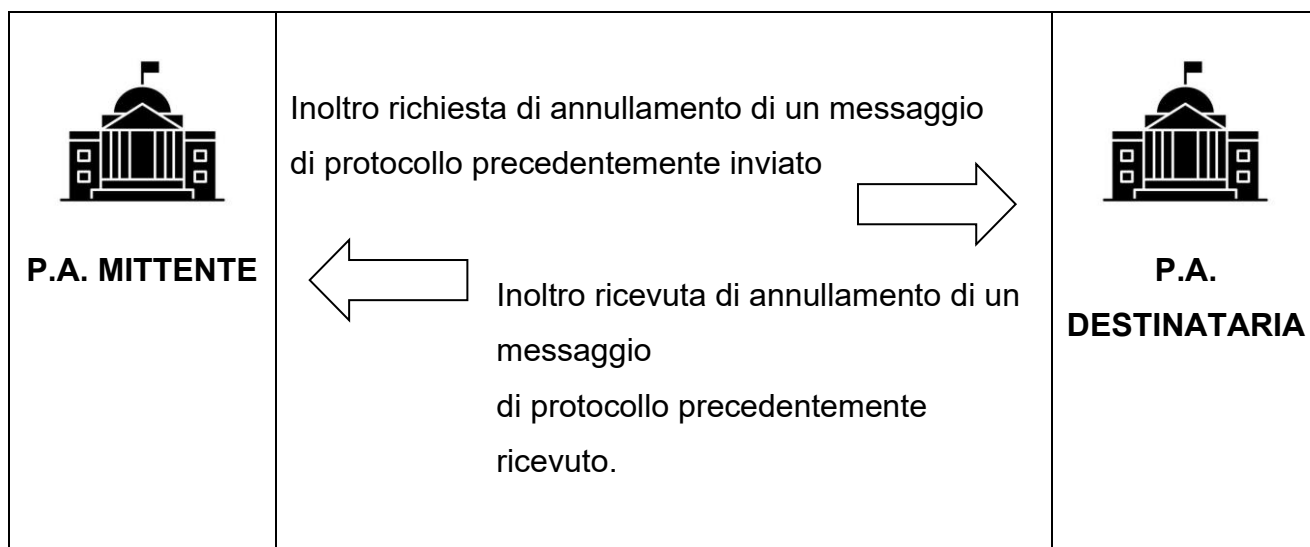 P.A. MITTENTE
Inoltro richiesta di annullamento di un messaggio
di protocollo precedentemente inviato
Inoltro ricevuta di annullamento di un
messaggio
di protocollo precedentemente
ricevuto.
P.A.
DESTINATARIA